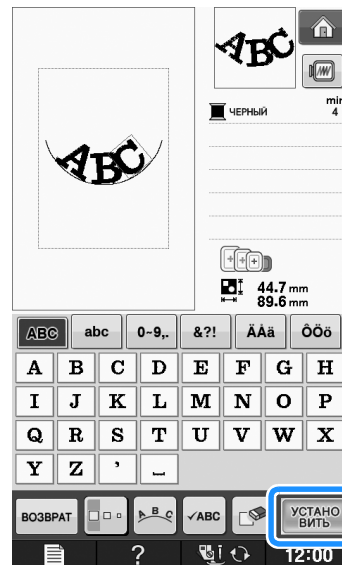 ABC
ABC
ЧЕРНЫЙ
min
4
44.7 mm
89.6 mm
ABC abc 0~9,. &?! ÄÅä ÔÖö
A B C D E F G H
I J K L M N O P
Q R S T U V W X
Y Z ' _
ВОЗВРАТ ABC ✓ABC УСТАНО
ВИТЬ
? 12:00